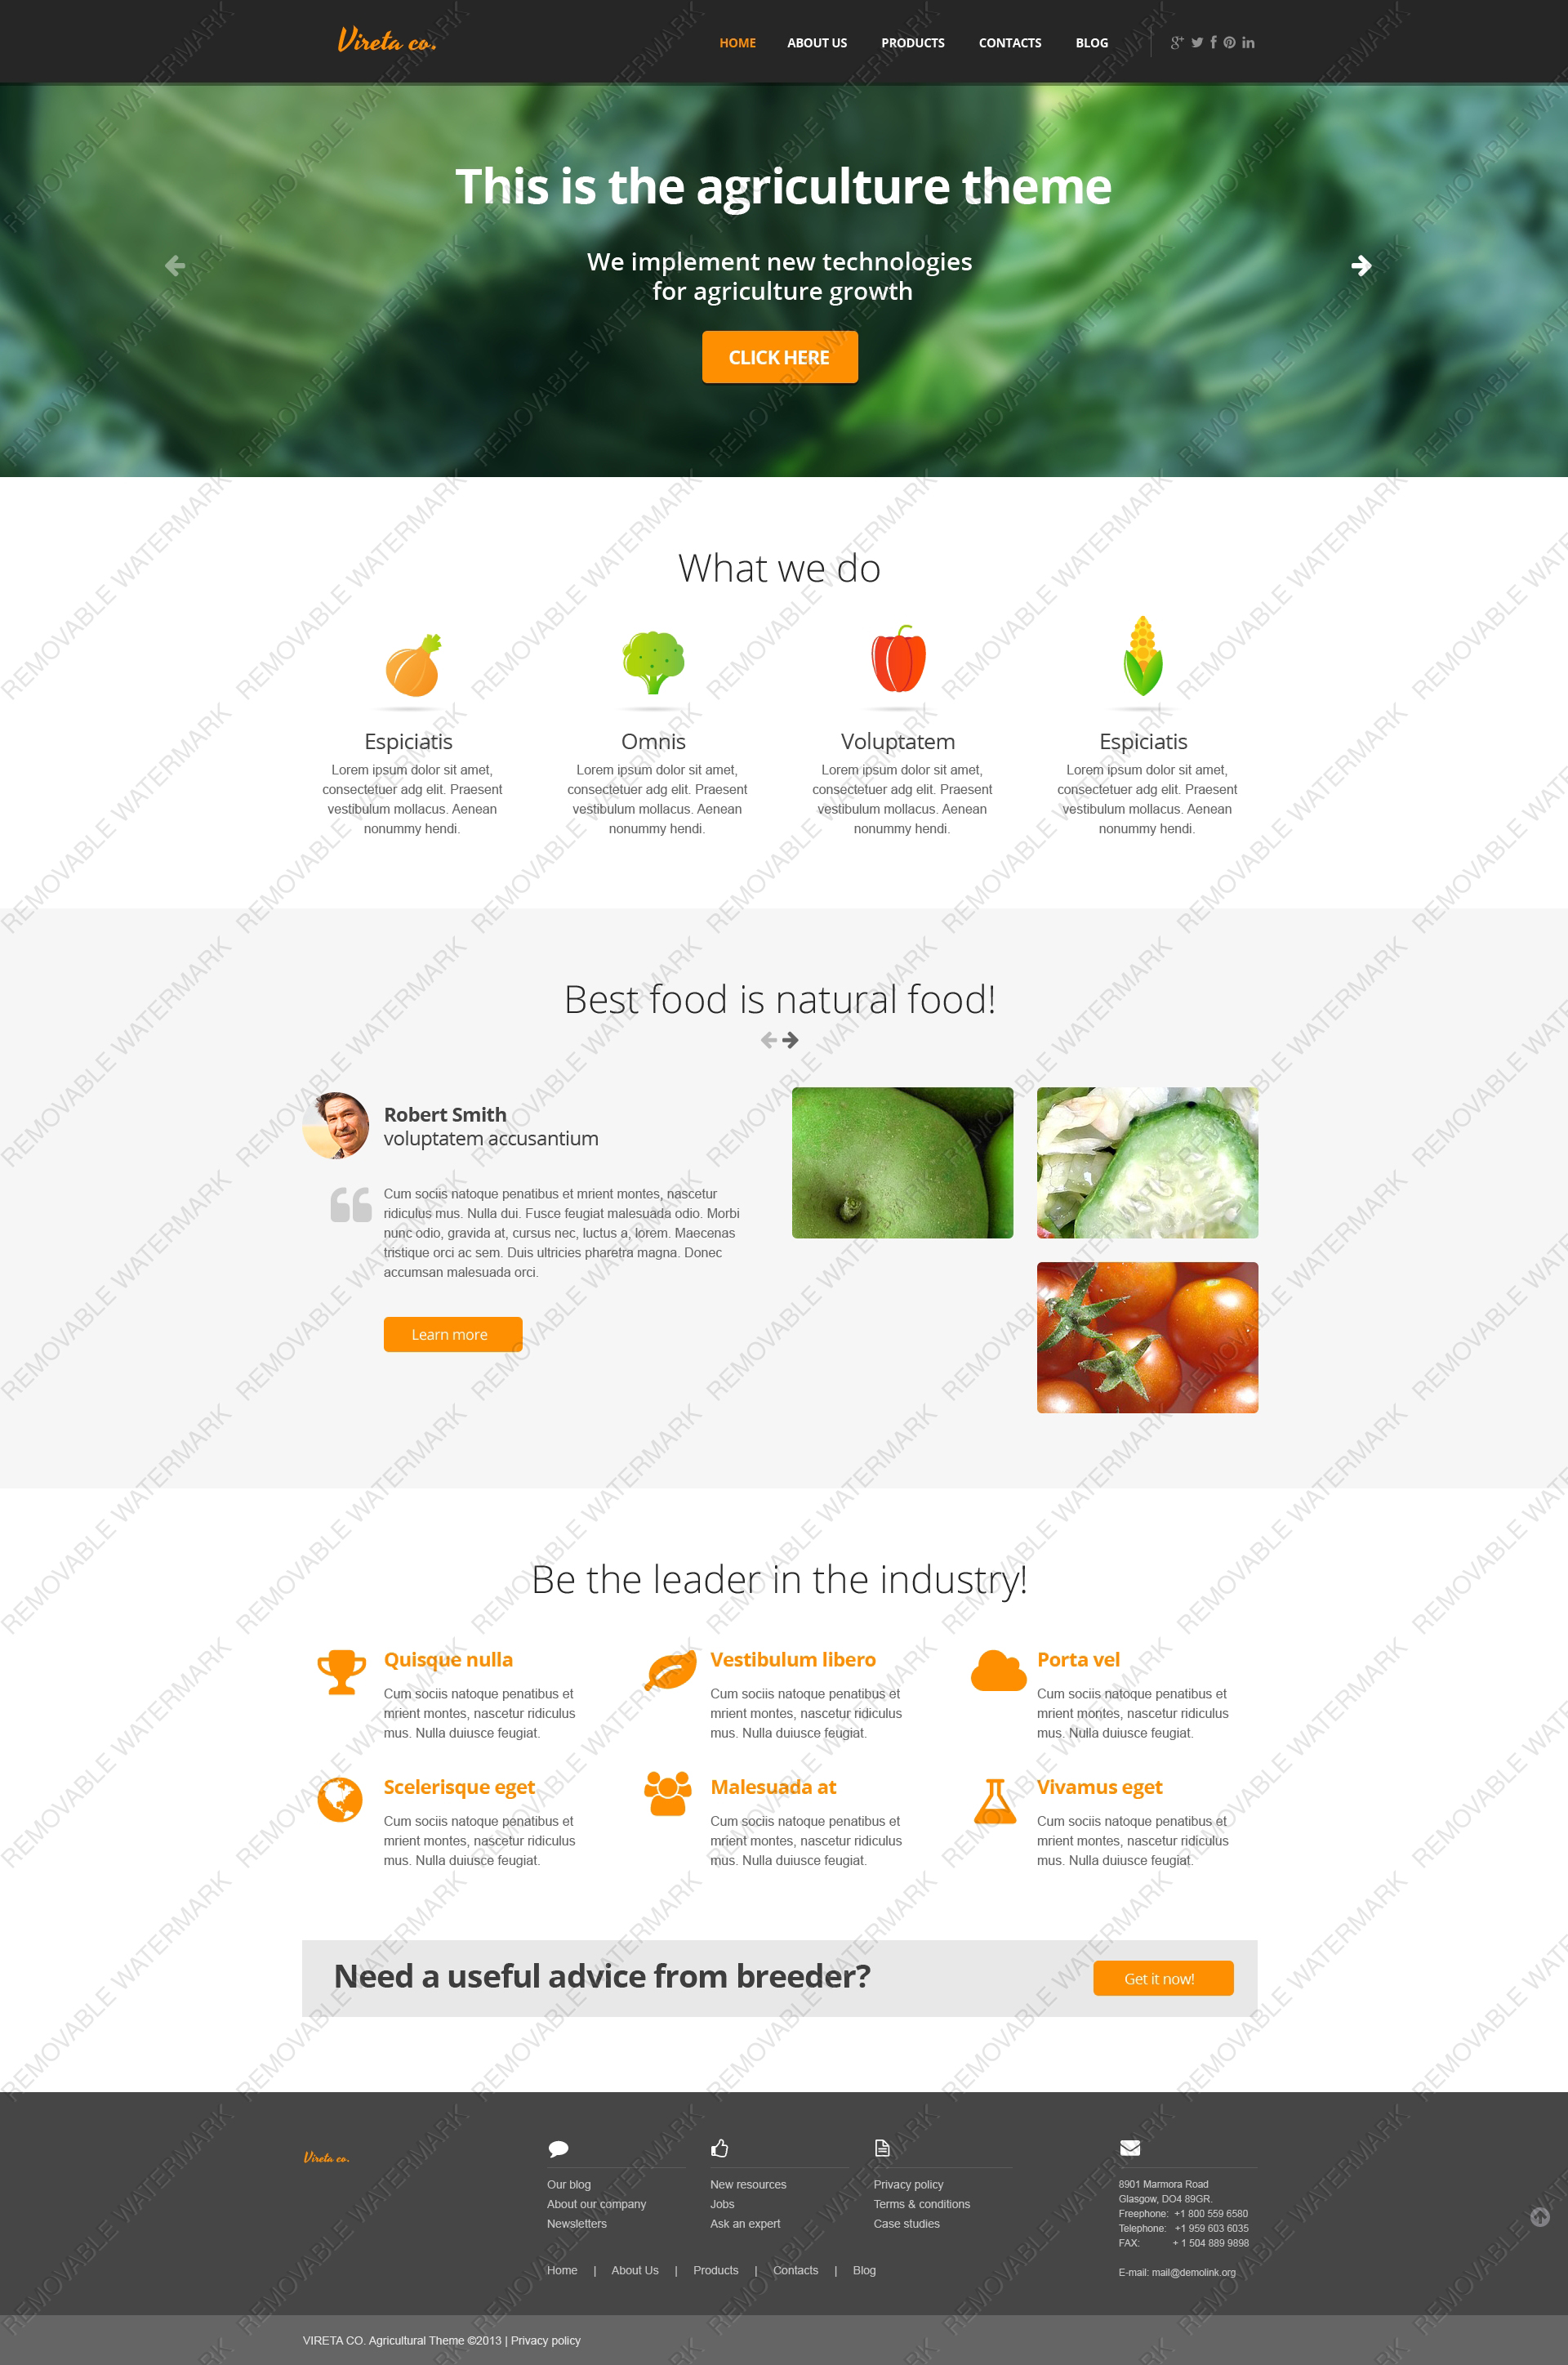 Vireta co.
HOME ABOUT US PRODUCTS CONTACTS BLOG
This is the agriculture theme
We implement new technologies
for agriculture growth
CLICK HERE
What we do
Espiciatis
Lorem ipsum dolor sit amet,
consectetuer adg elit. Praesent
vestibulum mollacus. Aenean
nonummy hendi.
Omnis
Lorem ipsum dolor sit amet,
consectetuer adg elit. Praesent
vestibulum mollacus. Aenean
nonummy hendi.
Voluptatem
Lorem ipsum dolor sit amet,
consectetuer adg elit. Praesent
vestibulum mollacus. Aenean
nonummy hendi.
Espiciatis
Lorem ipsum dolor sit amet,
consectetuer adg elit. Praesent
vestibulum mollacus. Aenean
nonummy hendi.
Best food is natural food!
Robert Smith
voluptatem accusantium
Cum sociis natoque penatibus et mrient montes, nascetur
ridiculus mus. Nulla dui. Fusce feugiat malesuada odio. Morbi
nunc odio, gravida at, cursus nec, luctus a, lorem. Maecenas
tristique orci ac sem. Duis ultricies pharetra magna. Donec
accumsan malesuada orci.
Learn more
Be the leader in the industry!
Quisque nulla
Cum sociis natoque penatibus et
mrient montes, nascetur ridiculus
mus. Nulla duiusce feugiat.
Vestibulum libero
Cum sociis natoque penatibus et
mrient montes, nascetur ridiculus
mus. Nulla duiusce feugiat.
Porta vel
Cum sociis natoque penatibus et
mrient montes, nascetur ridiculus
mus. Nulla duiusce feugiat.
Scelerisque eget
Cum sociis natoque penatibus et
mrient montes, nascetur ridiculus
mus. Nulla duiusce feugiat.
Malesuada at
Cum sociis natoque penatibus et
mrient montes, nascetur ridiculus
mus. Nulla duiusce feugiat.
Vivamus eget
Cum sociis natoque penatibus et
mrient montes, nascetur ridiculus
mus. Nulla duiusce feugiat.
Need a useful advice from breeder?
Get it now!
Vireta co.
Our blog
About our company
Newsletters
New resources
Jobs
Ask an expert
Privacy policy
Terms & conditions
Case studies
8901 Marmora Road
Glasgow, DO4 89GR.
Freephone: +1 800 559 6580
Telephone: +1 959 603 6035
FAX: + 1 504 889 9898
E-mail: mail@demolink.org
Home | About Us | Products | Contacts | Blog
VIRETA CO. Agricultural Theme ©2013 | Privacy policy
REMOVABLE WATERMARK